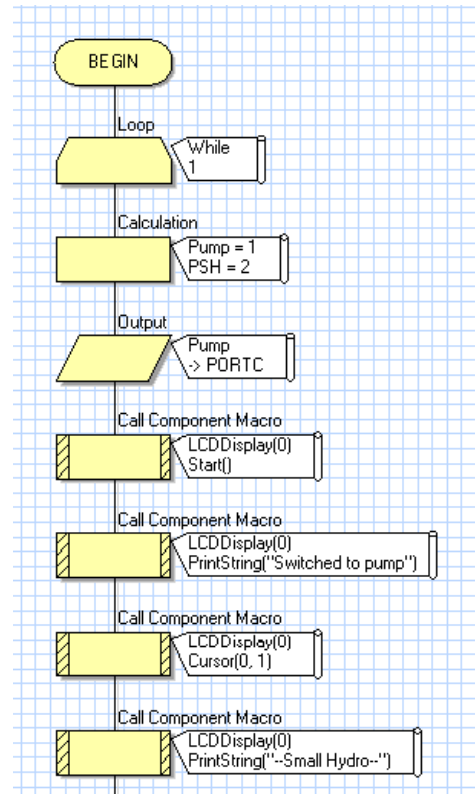 BEGIN
Loop
While
1
Calculation
Pump = 1
PSH = 2
Output
Pump
-> PORTC
Call Component Macro
LCDDisplay(0)
Start()
Call Component Macro
LCDDisplay(0)
PrintString("Switched to pump")
Call Component Macro
LCDDisplay(0)
Cursor(0, 1)
Call Component Macro
LCDDisplay(0)
PrintString("--Small Hydro--")